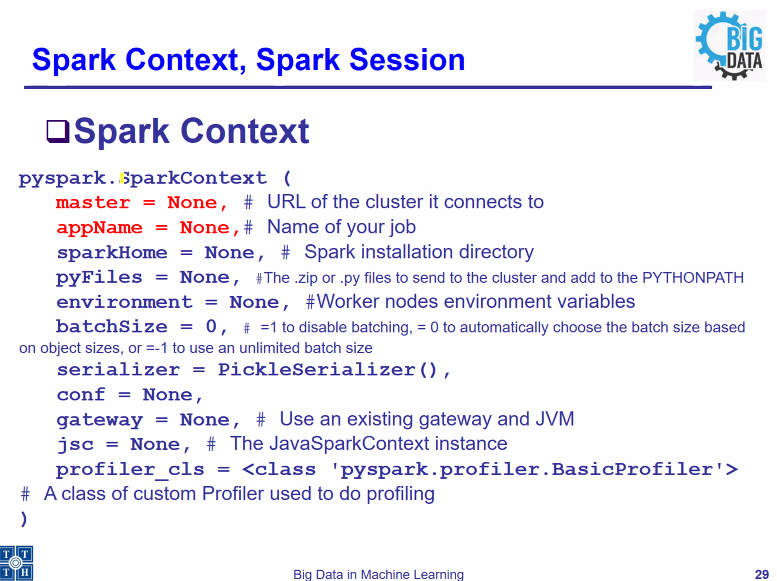 BIG
DATA
Spark Context, Spark Session
❑Spark Context
pyspark.SparkContext (
master = None, # URL of the cluster it connects to
appName = None,# Name of your job
sparkHome = None, # Spark installation directory
pyFiles = None, #The .zip or .py files to send to the cluster and add to the PYTHONPATH
environment = None, #Worker nodes environment variables
batchSize = 0, # =1 to disable batching, = 0 to automatically choose the batch size based
on object sizes, or =-1 to use an unlimited batch size
serializer = PickleSerializer(),
conf = None,
gateway = None, # Use an existing gateway and JVM
jsc = None, # The JavaSparkContext instance
profiler_cls = <class 'pyspark.profiler.BasicProfiler'>
# A class of custom Profiler used to do profiling
)
T T
T H
Big Data in Machine Learning
29